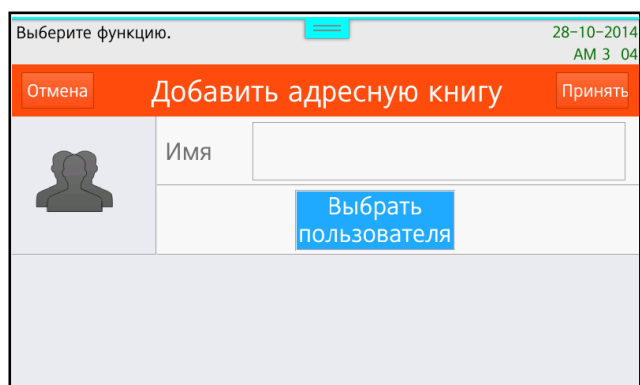 Выберите функцию.
28-10-2014
AM 3 04
Отмена
Добавить адресную книгу
Принять
Имя
Выбрать
пользователя